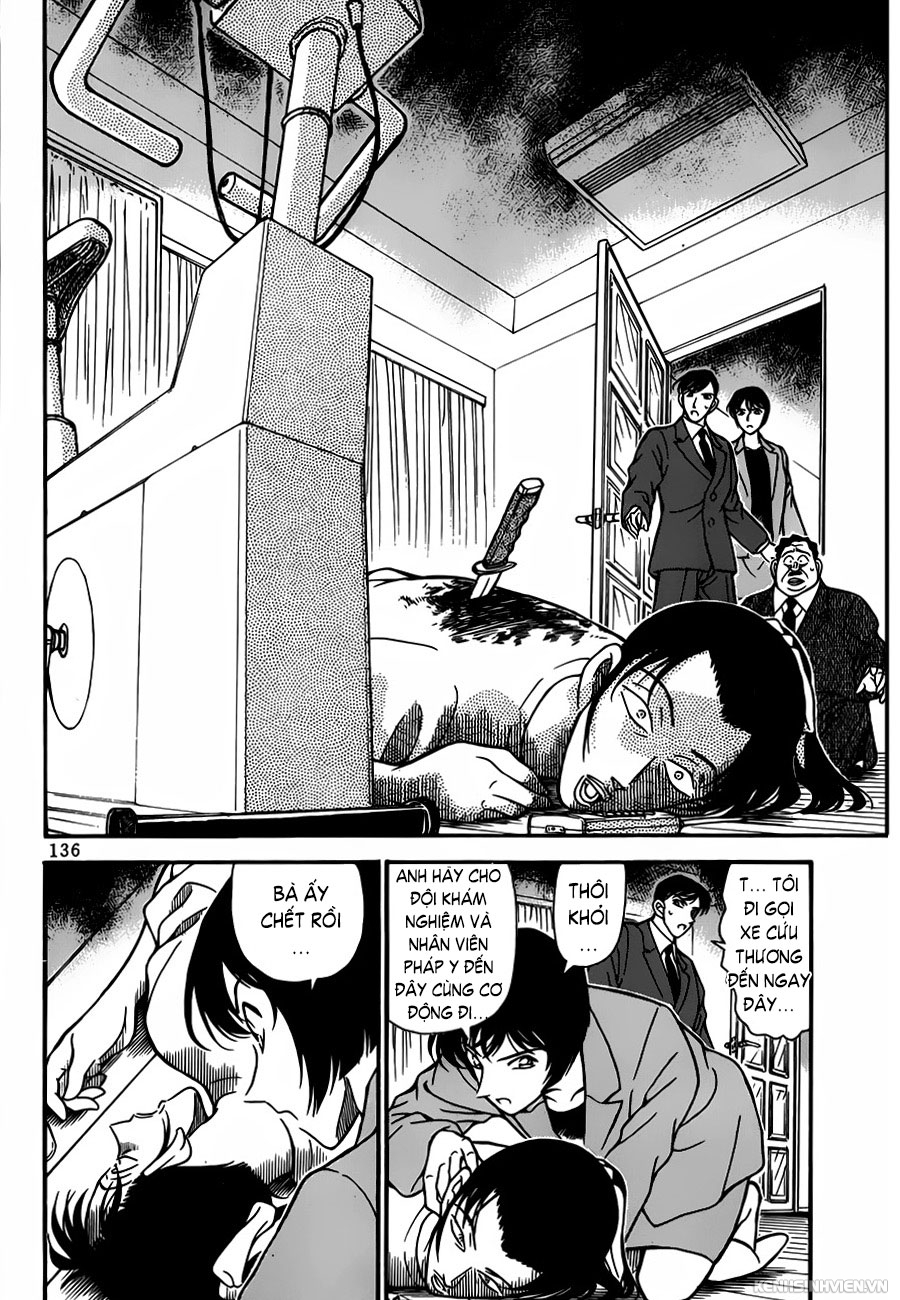 136
T... TÔI
ĐI GỌI
XE CỨU
THƯƠNG
ĐẾN NGAY
ĐÂY...
THÔI
KHỎI
...
ANH HÃY CHO
ĐỘI KHÁM
NGHIỆM VÀ
NHÂN VIÊN
PHÁP Y ĐẾN
ĐÂY CÙNG CƠ
ĐỘNG ĐI...
BÀ ẤY
CHẾT RỒI
...
KENHSINHVIEN.VN